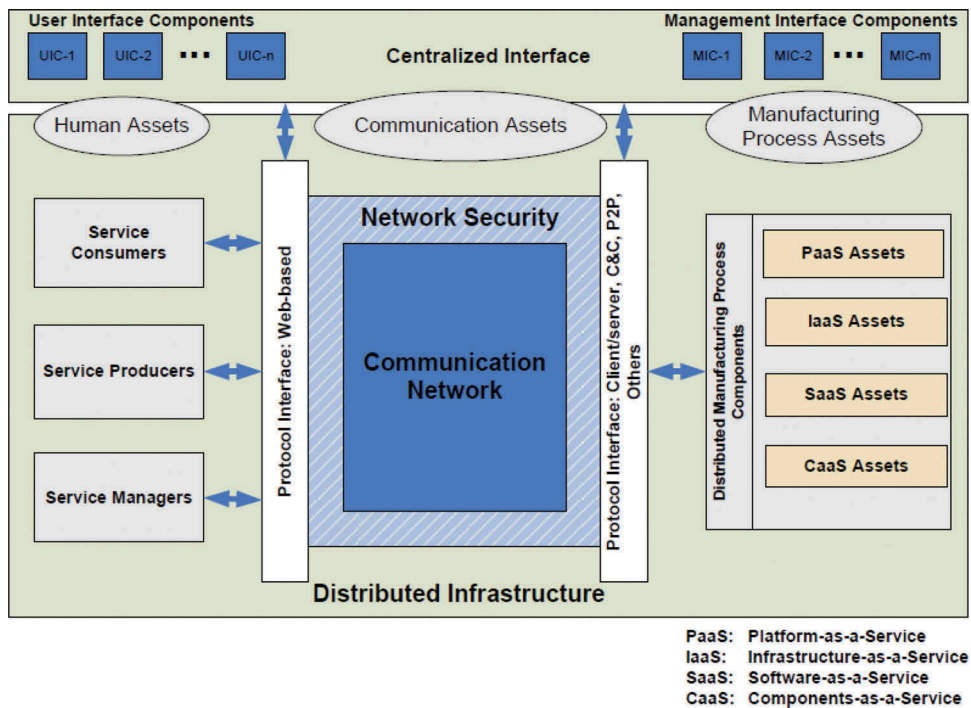 User Interface Components
Management Interface Components
UIC-1
UIC-2
...
UIC-n
Centralized Interface
MIC-1
MIC-2
...
MIC-m
Human Assets
Communication Assets
Manufacturing
Process Assets
Service
Consumers
Service Producers
Service Managers
Protocol Interface: Web-based
Network Security
Communication
Network
Protocol Interface: Client/server, C&C, P2P,
Others
Distributed Manufacturing Process
Components
PaaS Assets
IaaS Assets
SaaS Assets
CaaS Assets
Distributed Infrastructure
PaaS: Platform-as-a-Service
IaaS: Infrastructure-as-a-Service
SaaS: Software-as-a-Service
CaaS: Components-as-a-Service